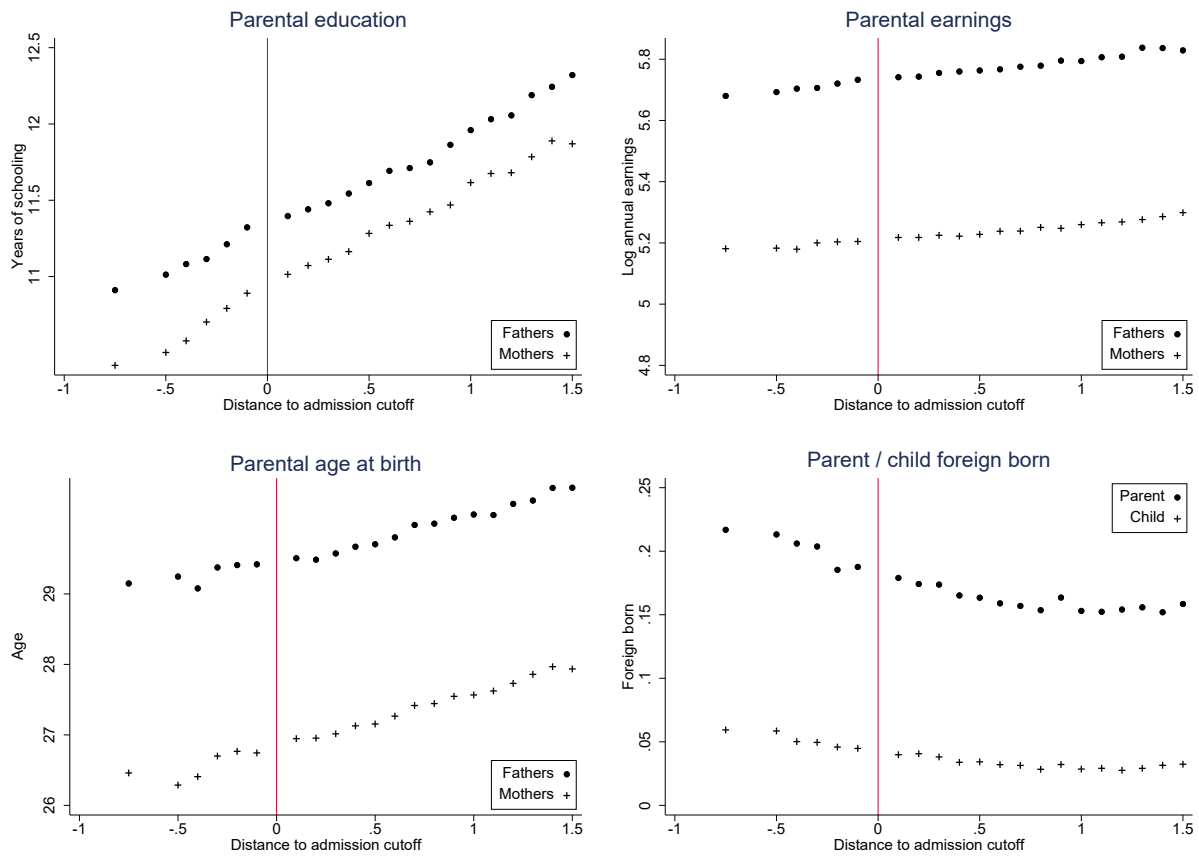 Parental education
Years of schooling
12.5
12
11.5
11
Fathers
Mothers
-1 -.5 0 .5 1 1.5
Distance to admission cutoff
Parental earnings
Log annual earnings
5.8
5.6
5.4
5.2
5
4.8
Fathers
Mothers
-1 -.5 0 .5 1 1.5
Distance to admission cutoff
Parental age at birth
Age
29
28
27
26
Fathers
Mothers
-1 -.5 0 .5 1 1.5
Distance to admission cutoff
Parent / child foreign born
Foreign born
.25
.2
.15
.1
.05
0
Parent
Child
-1 -.5 0 .5 1 1.5
Distance to admission cutoff